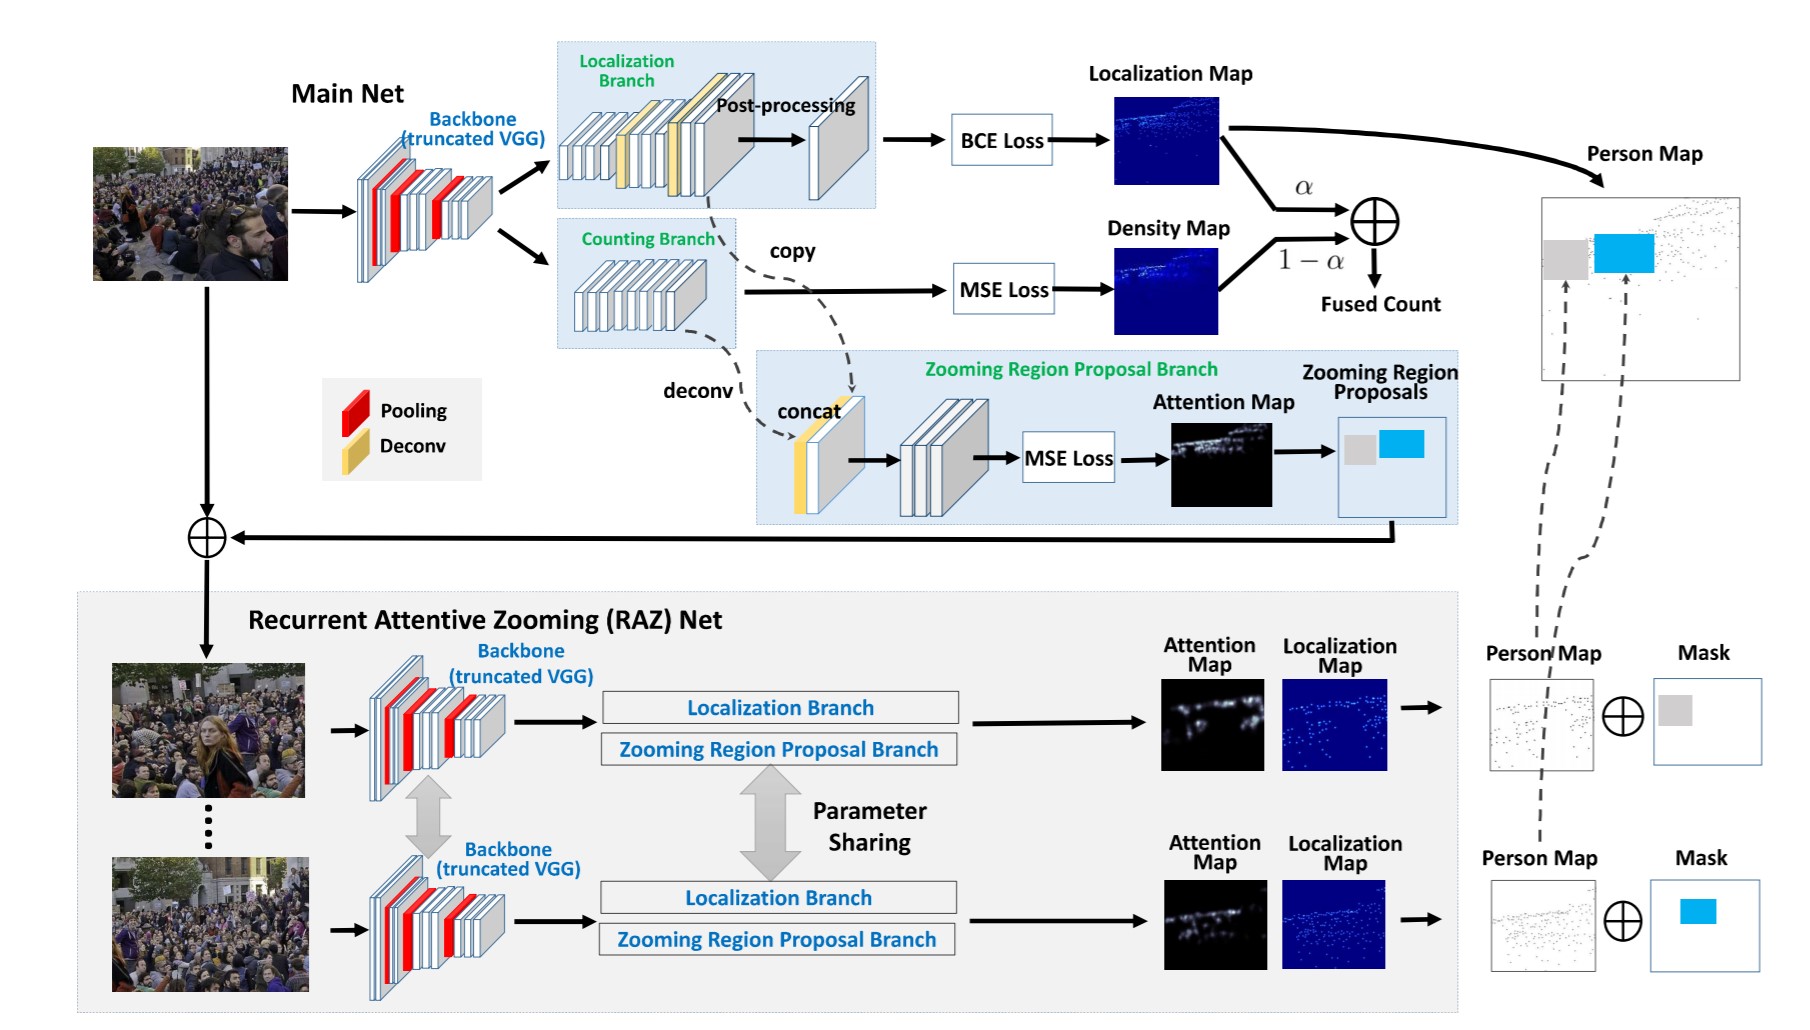 Main Net
Backbone
(truncated VGG)
Localization
Branch
Post-processing
BCE Loss
Localization Map
Person Map
α
Counting Branch
copy
MSE Loss
Density Map
1 − α
Fused Count
Pooling
Deconv
deconv
concat
Zooming Region Proposal Branch
MSE Loss
Attention Map
Zooming Region
Proposals
Recurrent Attentive Zooming (RAZ) Net
Backbone
(truncated VGG)
Localization Branch
Zooming Region Proposal Branch
Attention
Map
Localization
Map
Person Map
Mask
Parameter
Sharing
Backbone
(truncated VGG)
Localization Branch
Zooming Region Proposal Branch
Attention
Map
Localization
Map
Person Map
Mask